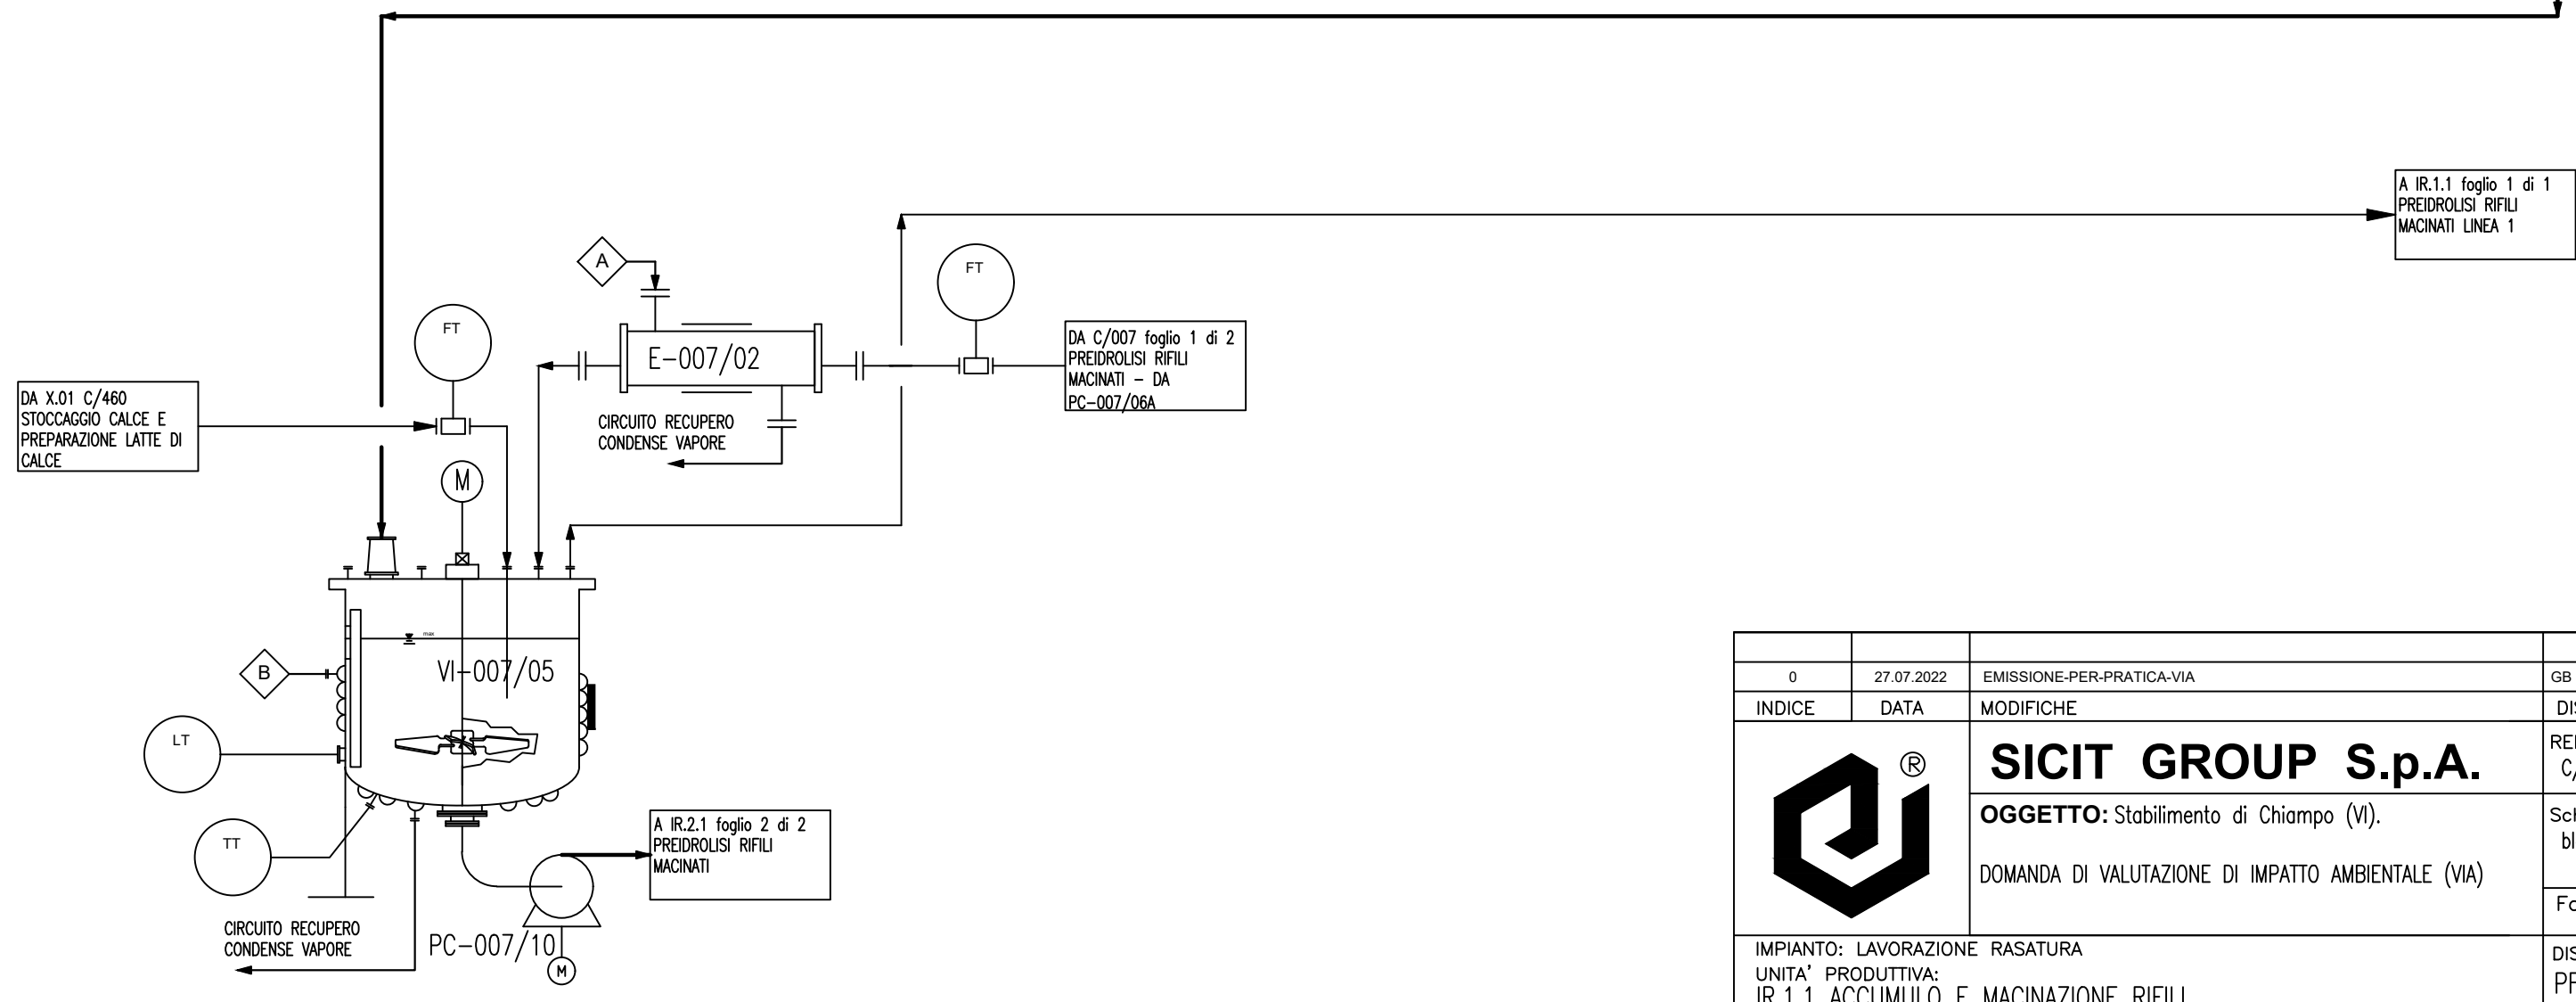 A IR.1.1 foglio 1 di 1
PREIDROLISI RIFILI
MACINATI LINEA 1
A
FT
FT
E-007/02
DA C/007 foglio 1 di 2
PREIDROLISI RIFILI
MACINATI - DA
PC-007/06A
DA X.01 C/460
STOCCAGGIO CALCE E
PREPARAZIONE LATTE DI
CALCE
CIRCUITO RECUPERO
CONDENSE VAPORE
M
max
VI-007/05
B
LT
TT
A IR.2.1 foglio 2 di 2
PREIDROLISI RIFILI
MACINATI
CIRCUITO RECUPERO
CONDENSE VAPORE
PC-007/10
M
0 27.07.2022 EMISSIONE-PER-PRATICA-VIA GB
INDICE DATA MODIFICHE
®
SICIT GROUP S.p.A.
OGGETTO: Stabilimento di Chiampo (VI).
DOMANDA DI VALUTAZIONE DI IMPATTO AMBIENTALE (VIA)
IMPIANTO: LAVORAZIONE RASATURA
UNITA' PRODUTTIVA:
IR.1.1 ACCUMULO E MACINAZIONE RIFILI